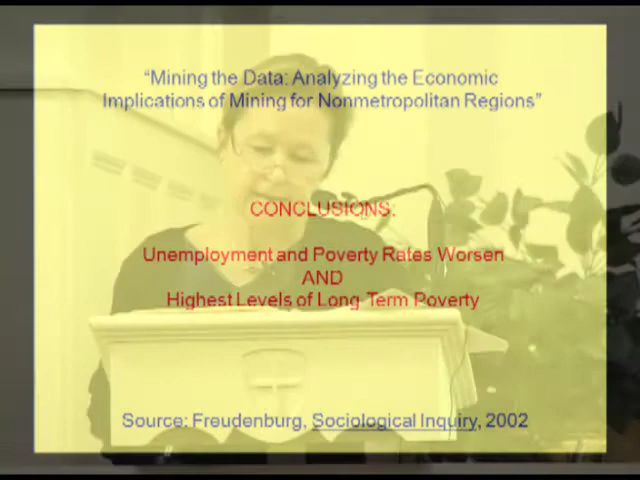 “Mining the Data: Analyzing the Economic
Implications of Mining for Nonmetropolitan Regions”
CONCLUSIONS:
Unemployment and Poverty Rates Worsen
AND
Highest Levels of Long-Term Poverty
Source: Freudenburg, Sociological Inquiry, 2002